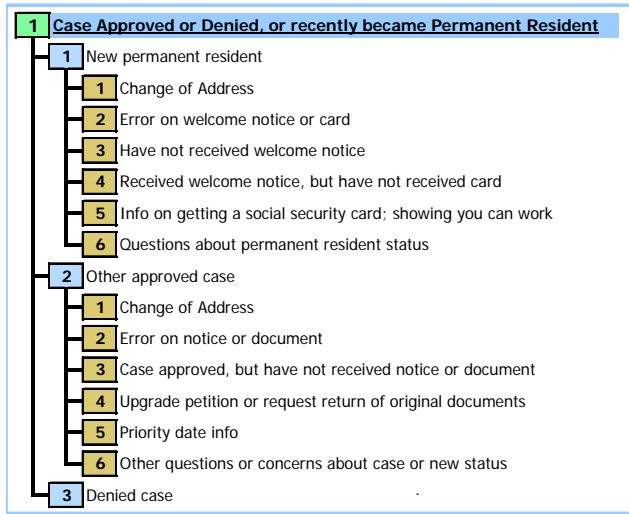 1 Case Approved or Denied, or recently became Permanent Resident
1 New permanent resident
1 Change of Address
2 Error on welcome notice or card
3 Have not received welcome notice
4 Received welcome notice, but have not received card
5 Info on getting a social security card; showing you can work
6 Questions about permanent resident status
2 Other approved case
1 Change of Address
2 Error on notice or document
3 Case approved, but have not received notice or document
4 Upgrade petition or request return of original documents
5 Priority date info
6 Other questions or concerns about case or new status
3 Denied case .